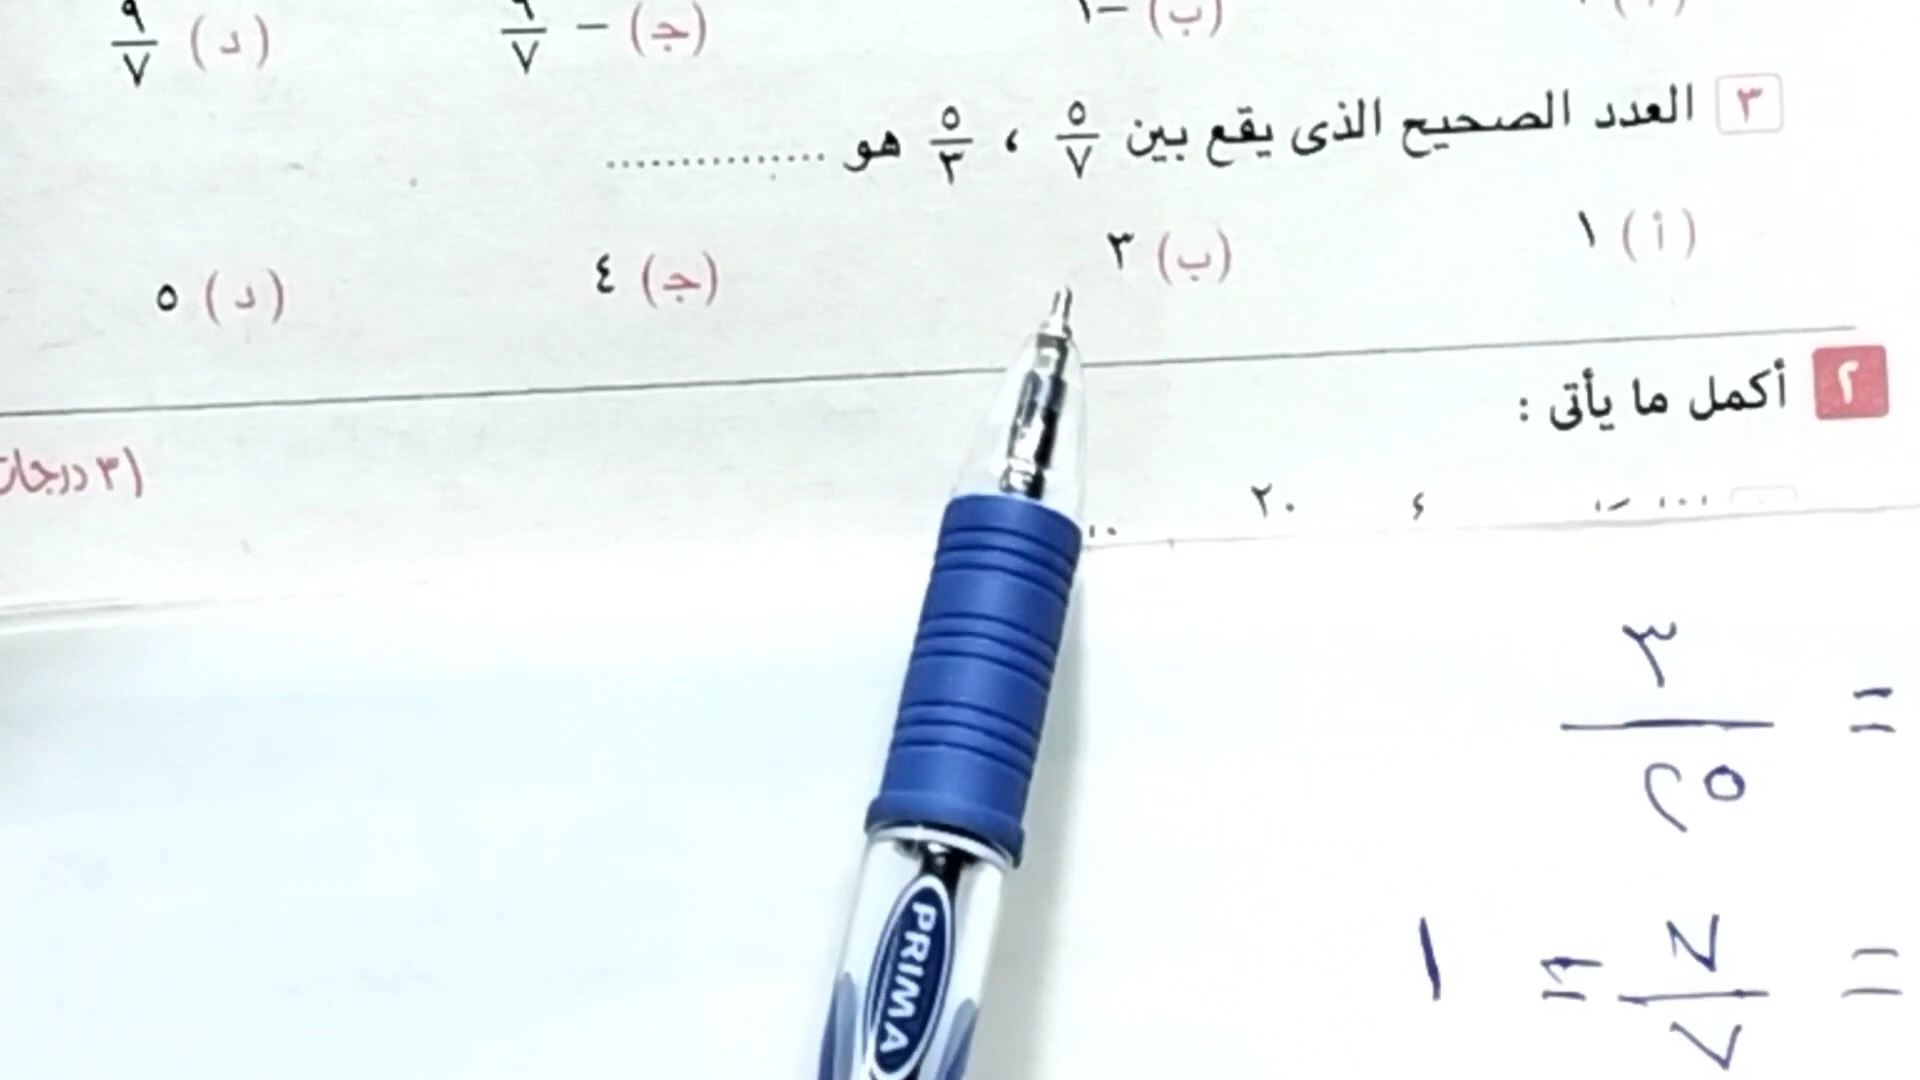 (ب) -١ (ج) - ٩/٧ (د) ٩/٧
٣ العدد الصحيح الذى يقع بين ٥/٧ ، ٥/٣ هو ...............
(أ) ١ (ب) ٣ (ج) ٤ (د) ٥
٢ أكمل ما يأتى :
(٣ درجات
٢٠
= ٣/٢٥
= ٧/٧ = ١
PRIMA